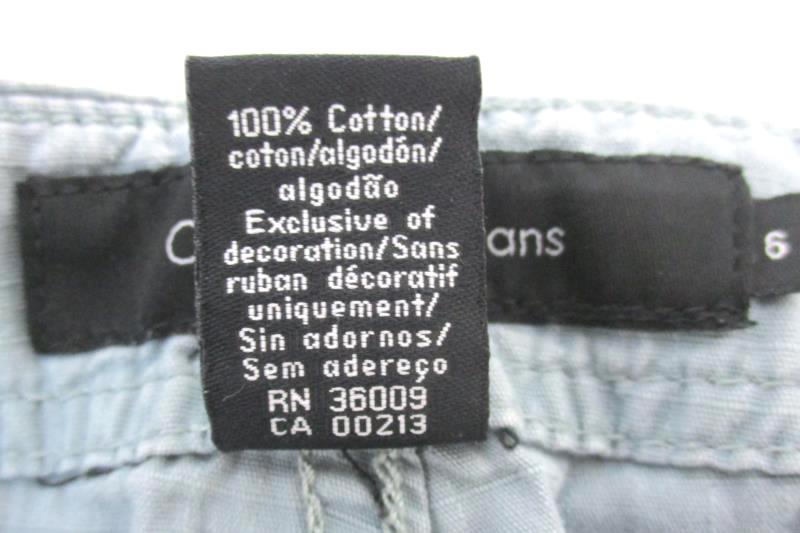 100% Cotton/
coton/algodón/
algodão
Exclusive of
decoration/Sans
ruban décoratif
uniquement/
Sin adornos/
Sem adereço
RN 36009
CA 00213
6